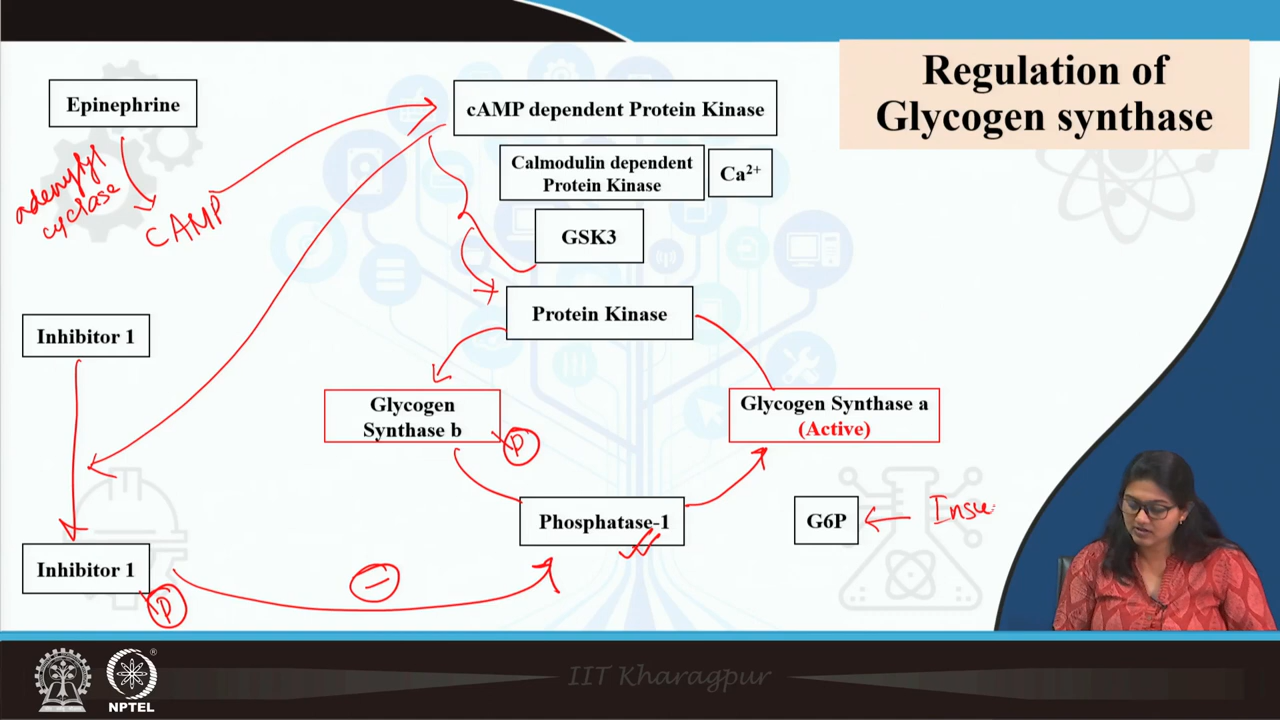 Regulation of
Glycogen synthase
Epinephrine
adenylyl
cyclase
CAMP
cAMP dependent Protein Kinase
Calmodulin dependent
Protein Kinase
Ca²⁺
GSK3
Protein Kinase
Inhibitor 1
Glycogen
Synthase b
P
Glycogen Synthase a
(Active)
Phosphatase-1
G6P
Insu
Inhibitor 1
P
IIT Kharagpur
NPTEL
®